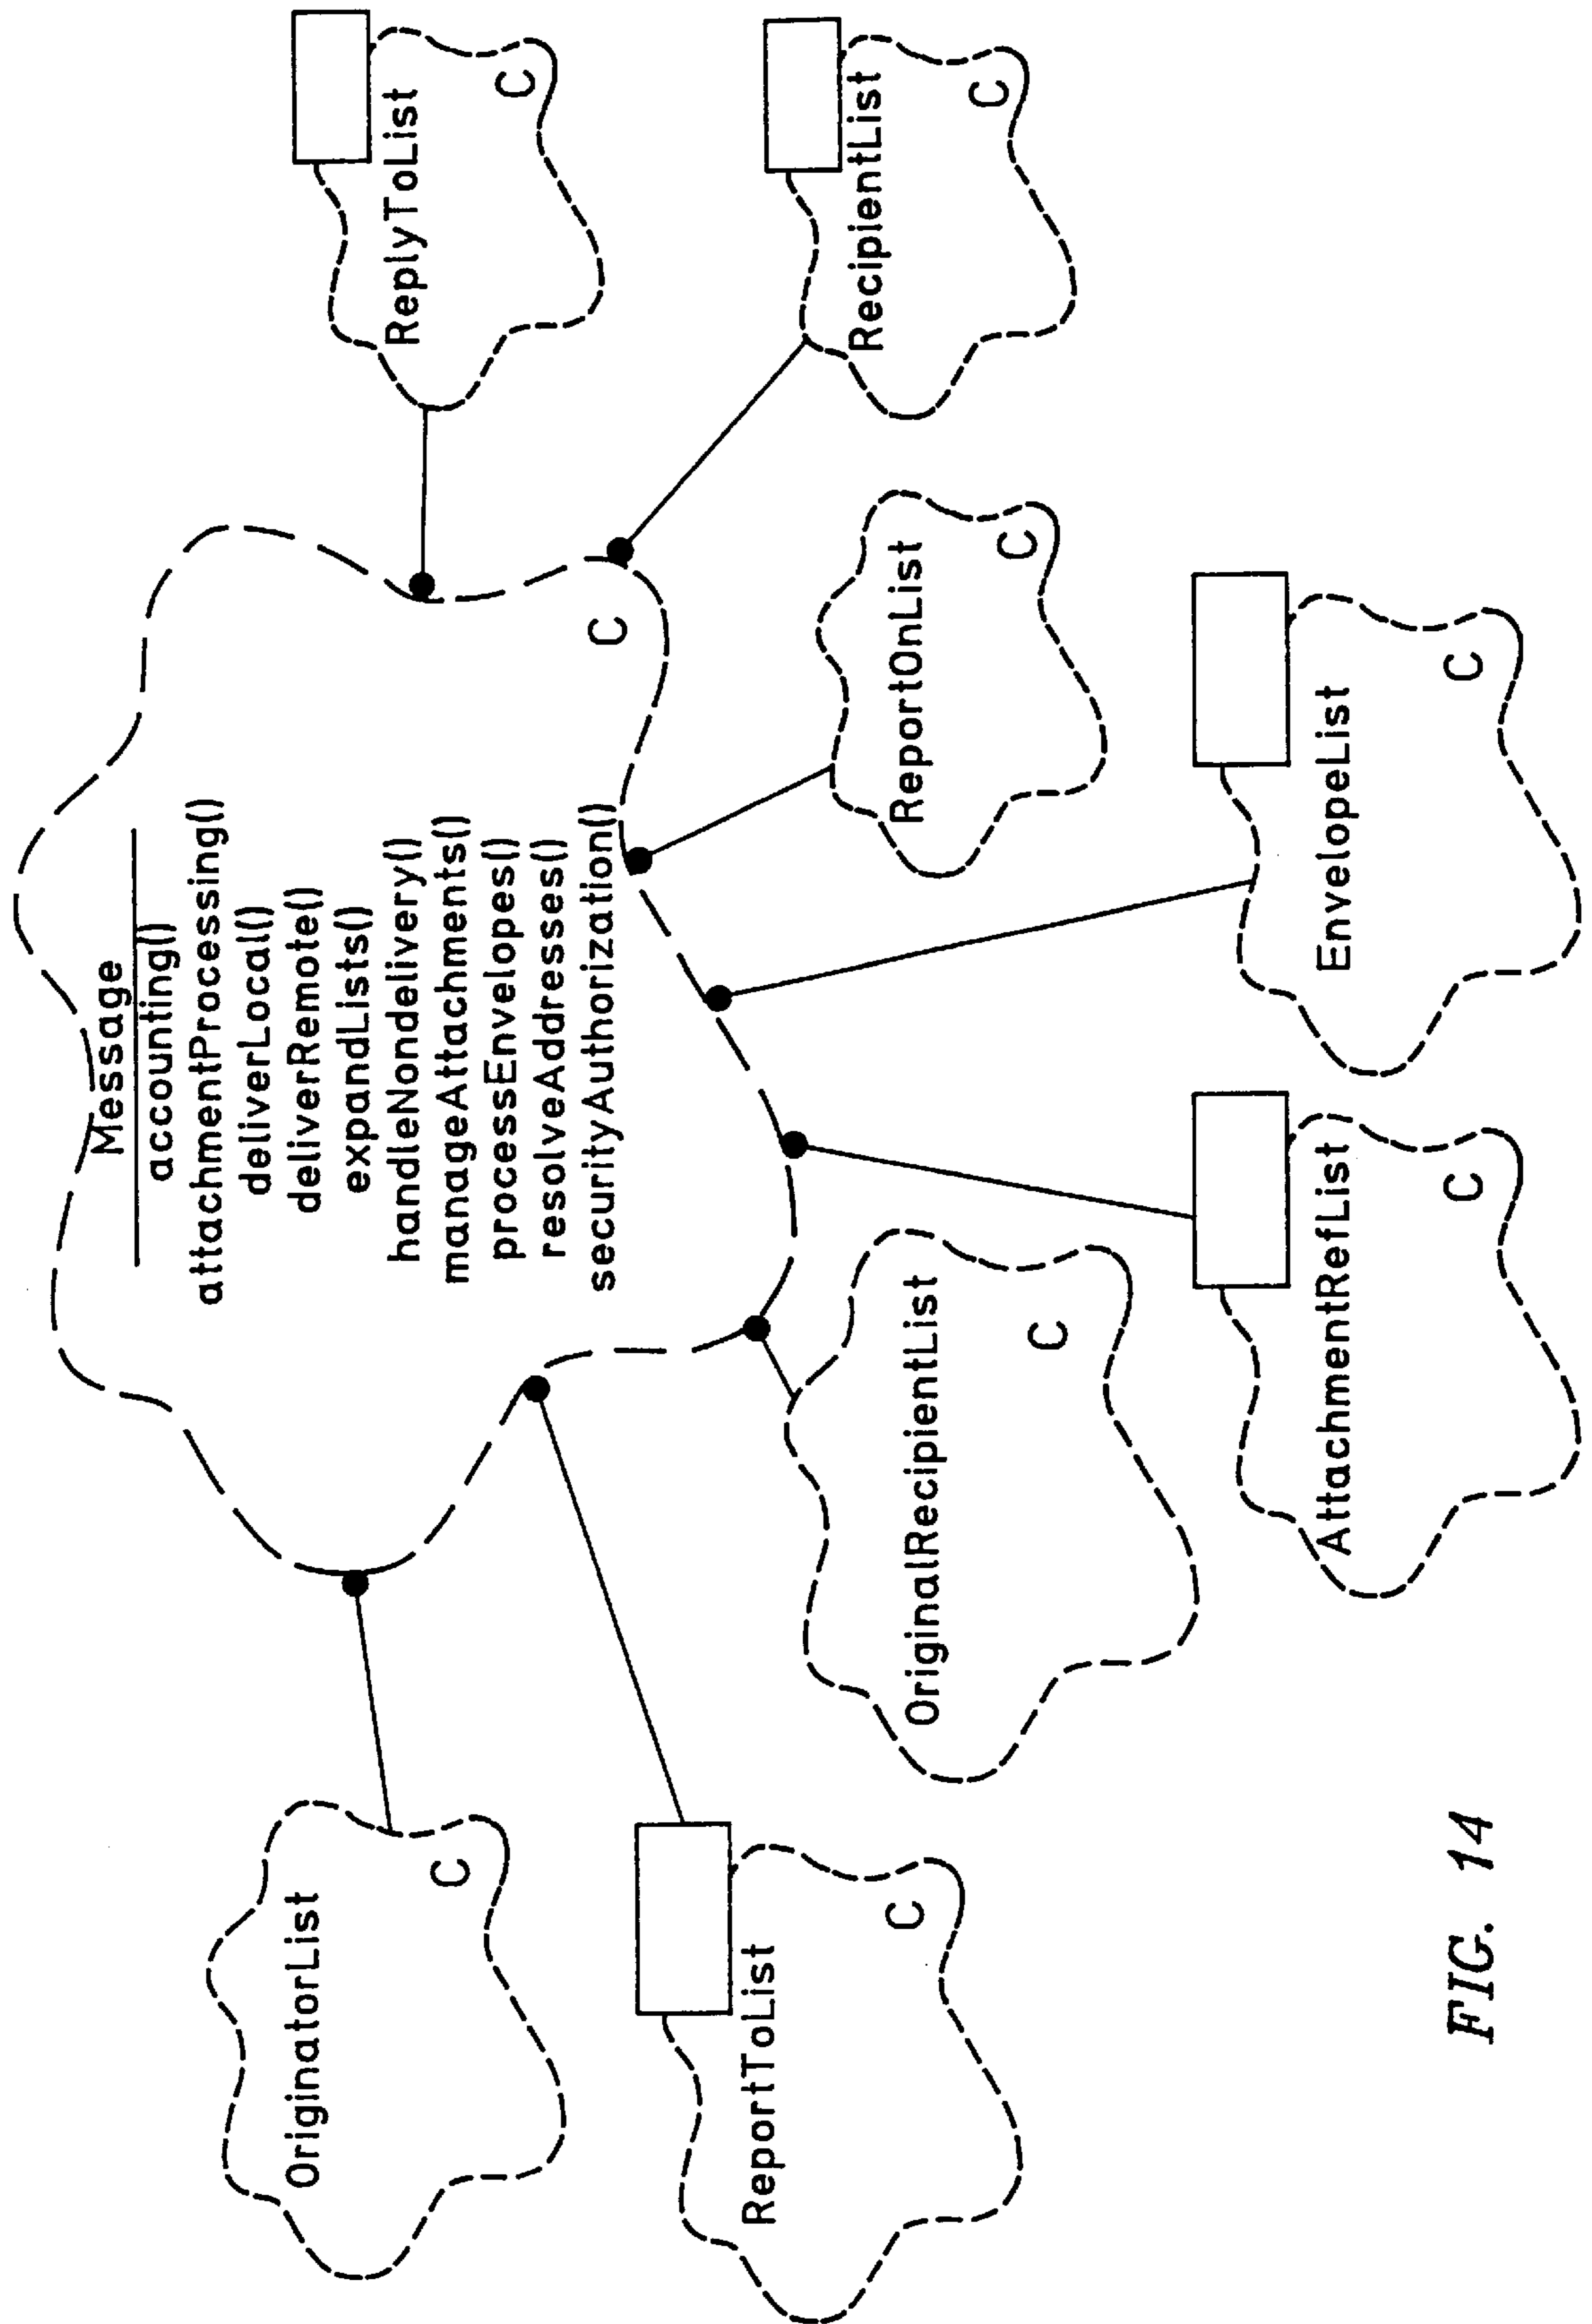 Message
accounting()
attachmentProcessing()
deliverLocal()
deliverRemote()
expandLists()
handleNondelivery()
manageAttachments()
processEnvelopes()
resolveAddresses()
securityAuthorization()
C
OriginatorList
C
ReportToList
C
OriginalRecipientList
C
AttachmentRefList
C
EnvelopeList
C
ReportOnList
C
RecipientList
C
ReplyToList
C
FIG. 14